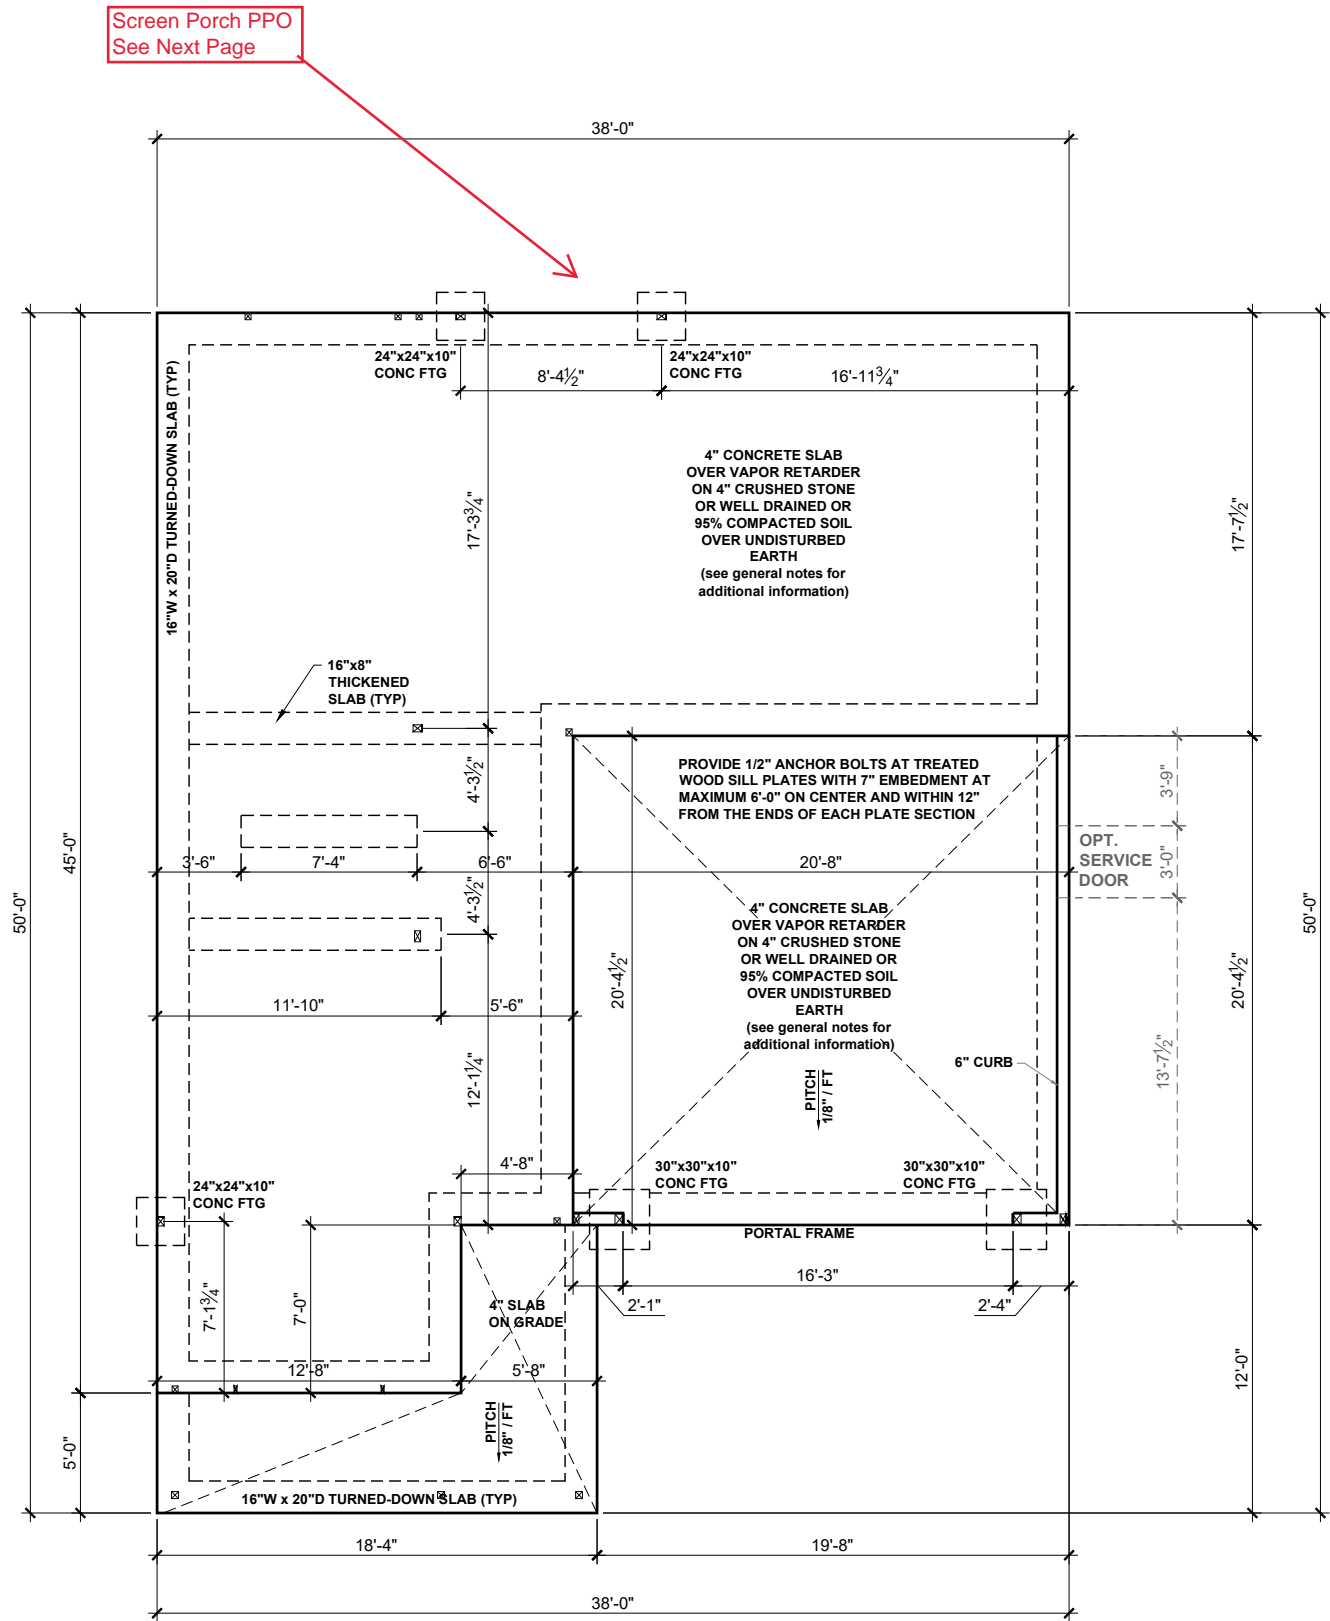 Screen Porch PPO
See Next Page
38'-0"
24"x24"x10"
CONC FTG
24"x24"x10"
CONC FTG
8'-4½"
16'-11¾"
16"W x 20"D TURNED-DOWN SLAB (TYP)
4" CONCRETE SLAB
OVER VAPOR RETARDER
ON 4" CRUSHED STONE
OR WELL DRAINED OR
95% COMPACTED SOIL
OVER UNDISTURBED
EARTH
(see general notes for
additional information)
17'-3¾"
17'-7½"
16"x8"
THICKENED
SLAB (TYP)
PROVIDE 1/2" ANCHOR BOLTS AT TREATED
WOOD SILL PLATES WITH 7" EMBEDMENT AT
MAXIMUM 6'-0" ON CENTER AND WITHIN 12"
FROM THE ENDS OF EACH PLATE SECTION
4'-3½"
3'-9"
OPT.
SERVICE
DOOR
3'-0"
45'-0"
50'-0"
50'-0"
3'-6"
7'-4"
6'-6"
20'-8"
4'-3½"
4" CONCRETE SLAB
OVER VAPOR RETARDER
ON 4" CRUSHED STONE
OR WELL DRAINED OR
95% COMPACTED SOIL
OVER UNDISTURBED
EARTH
(see general notes for
additional information)
20'-4½"
20'-4½"
11'-10"
5'-6"
12'-1¼"
13'-7½"
6" CURB
PITCH
1/8" / FT
4'-8"
24"x24"x10"
CONC FTG
30"x30"x10"
CONC FTG
30"x30"x10"
CONC FTG
PORTAL FRAME
16'-3"
2'-1"
2'-4"
7'-1¾"
7'-0"
4" SLAB
ON GRADE
12'-8"
5'-8"
12'-0"
5'-0"
PITCH
1/8" / FT
16"W x 20"D TURNED-DOWN SLAB (TYP)
18'-4"
19'-8"
38'-0"